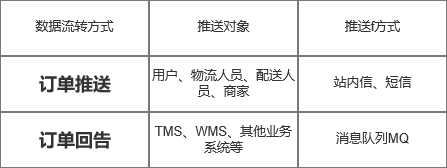 数据流转方式 推送对象 推送f方式
订单推送 用户、物流人员、配送人 站内信、短信
员、商家
订单回告 TMS、WMS、其他业务 消息队列MQ
系统等